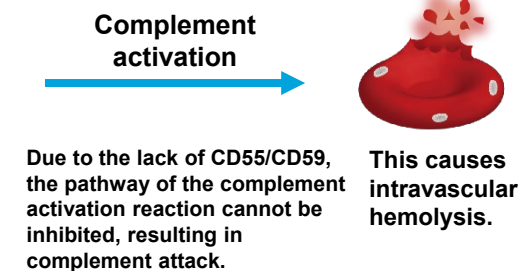 Complement
activation
Due to the lack of CD55/CD59,
the pathway of the complement
activation reaction cannot be
inhibited, resulting in
complement attack.
This causes
intravascular
hemolysis.